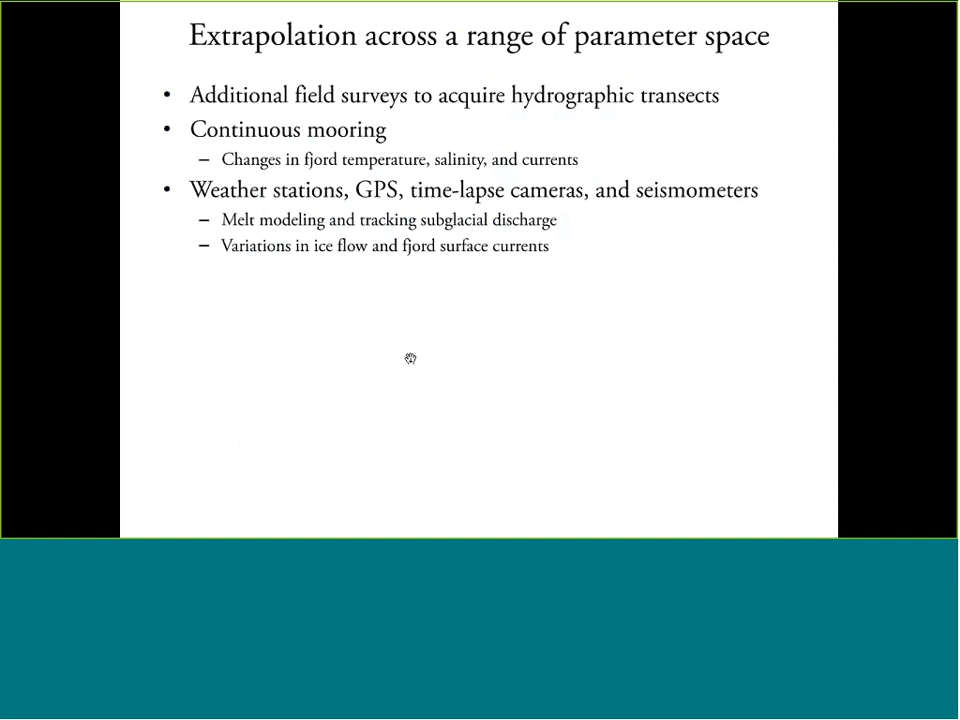 Extrapolation across a range of parameter space
• Additional field surveys to acquire hydrographic transects
• Continuous mooring
– Changes in fjord temperature, salinity, and currents
• Weather stations, GPS, time-lapse cameras, and seismometers
– Melt modeling and tracking subglacial discharge
– Variations in ice flow and fjord surface currents